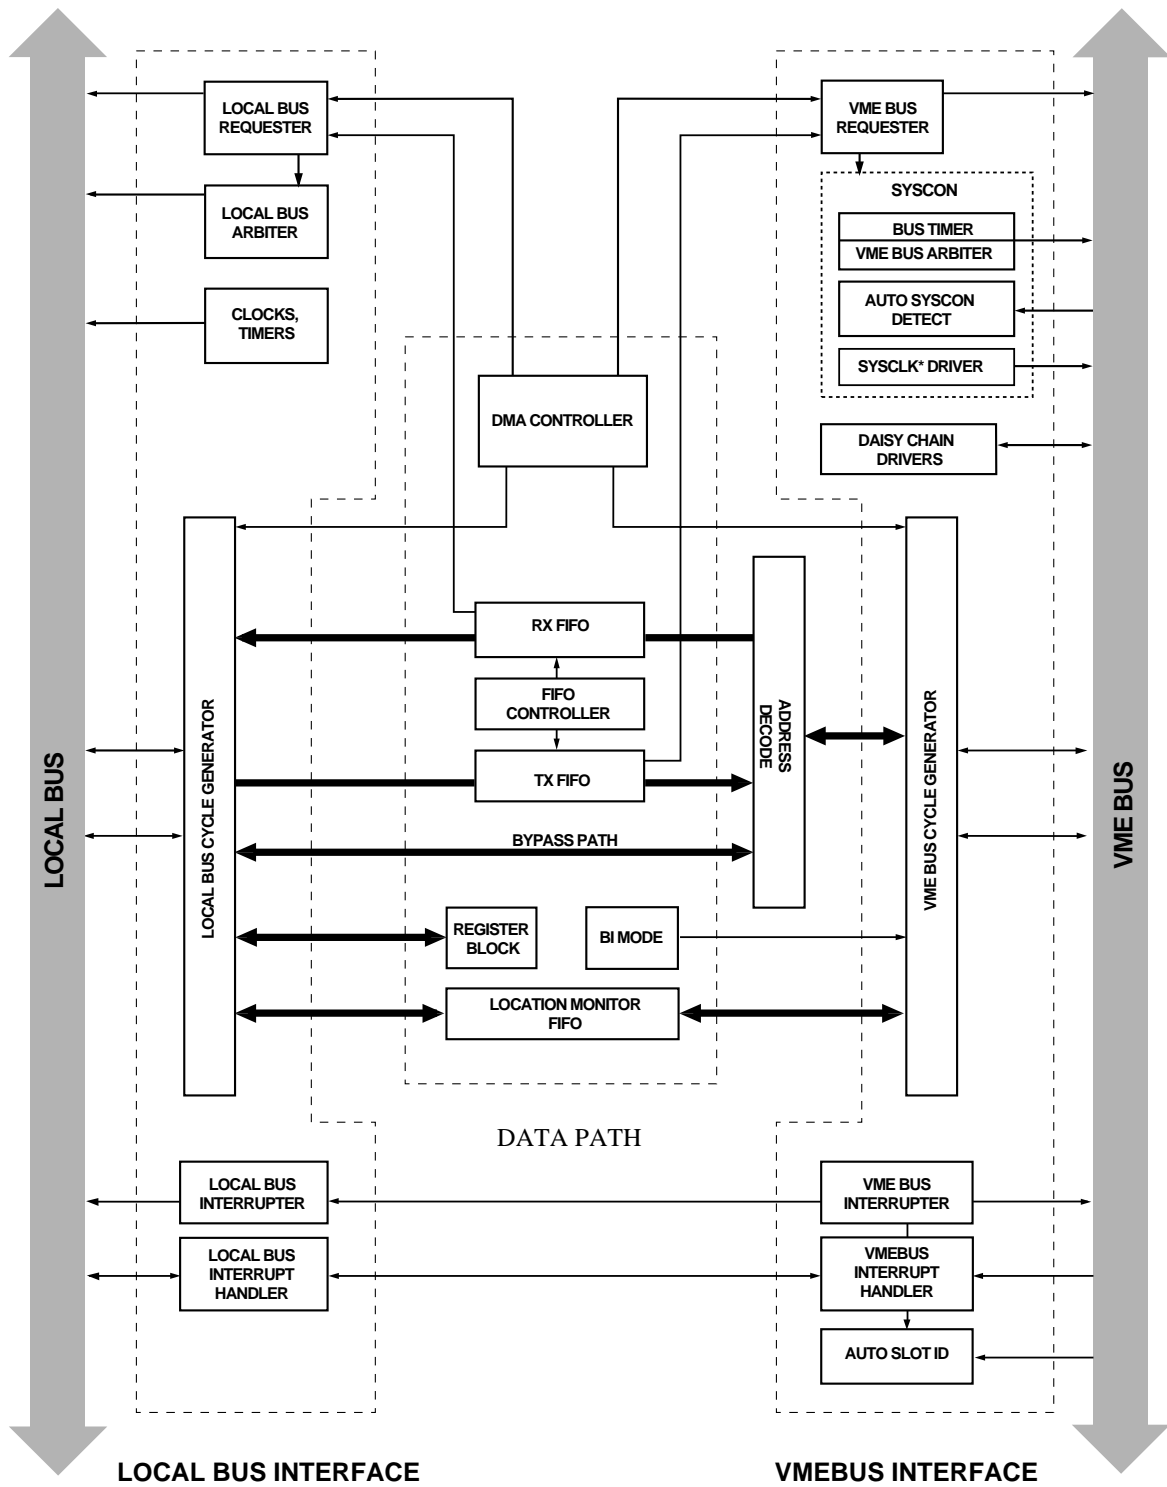 LOCAL BUS
REQUESTER
LOCAL BUS
ARBITER
CLOCKS,
TIMERS
VME BUS
REQUESTER
SYSCON
BUS TIMER
VME BUS ARBITER
AUTO SYSCON
DETECT
SYSCLK* DRIVER
DAISY CHAIN
DRIVERS
DMA CONTROLLER
RX FIFO
FIFO
CONTROLLER
TX FIFO
BYPASS PATH
REGISTER
BLOCK
BI MODE
LOCATION MONITOR
FIFO
ADDRESS
DECODE
LOCAL BUS CYCLE GENERATOR
VME BUS CYCLE GENERATOR
LOCAL BUS
VME BUS
DATA PATH
LOCAL BUS
INTERRUPTER
LOCAL BUS
INTERRUPT
HANDLER
VME BUS
INTERRUPTER
VMEBUS
INTERRUPT
HANDLER
AUTO SLOT ID
LOCAL BUS INTERFACE
VMEBUS INTERFACE